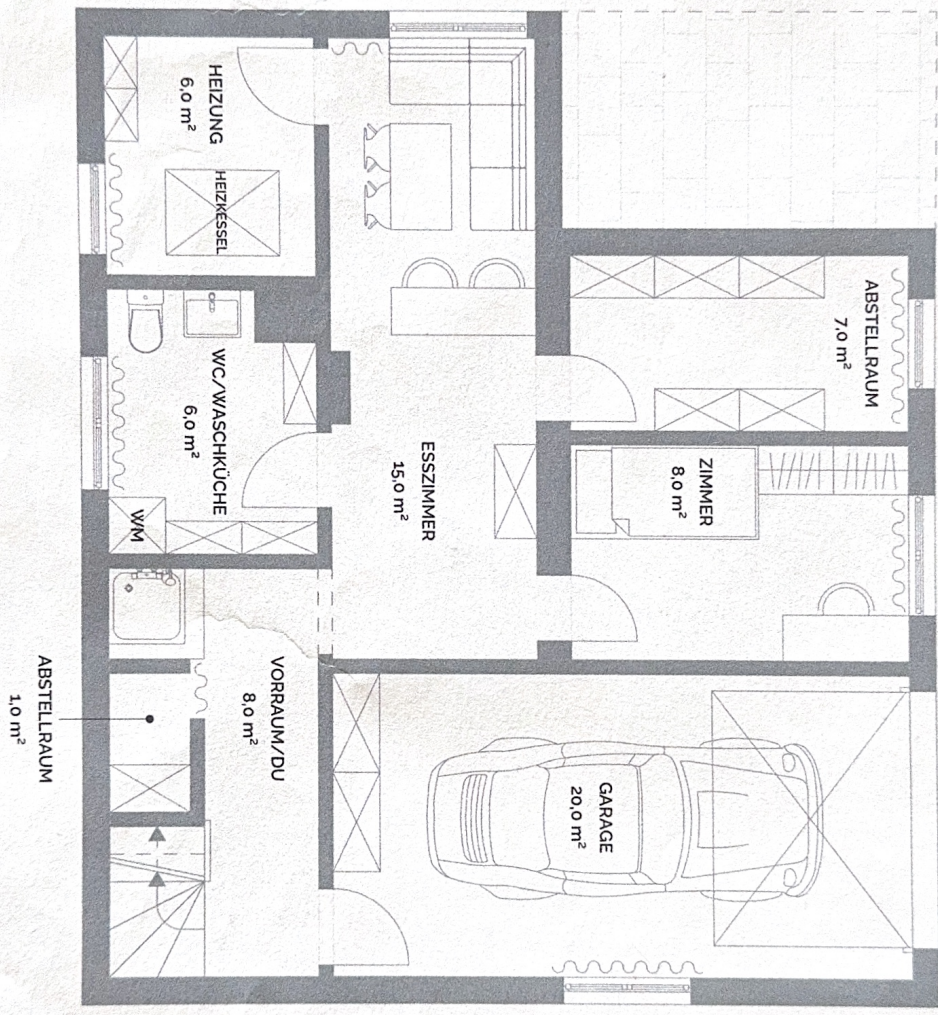 HEIZUNG
6,0 m²
HEIZKESSEL
WC/WASCHKÜCHE
6,0 m²
WM
ABSTELLRAUM
1,0 m²
VORRAUM/DU
8,0 m²
ESSZIMMER
15,0 m²
ABSTELLRAUM
7,0 m²
ZIMMER
8,0 m²
GARAGE
20,0 m²